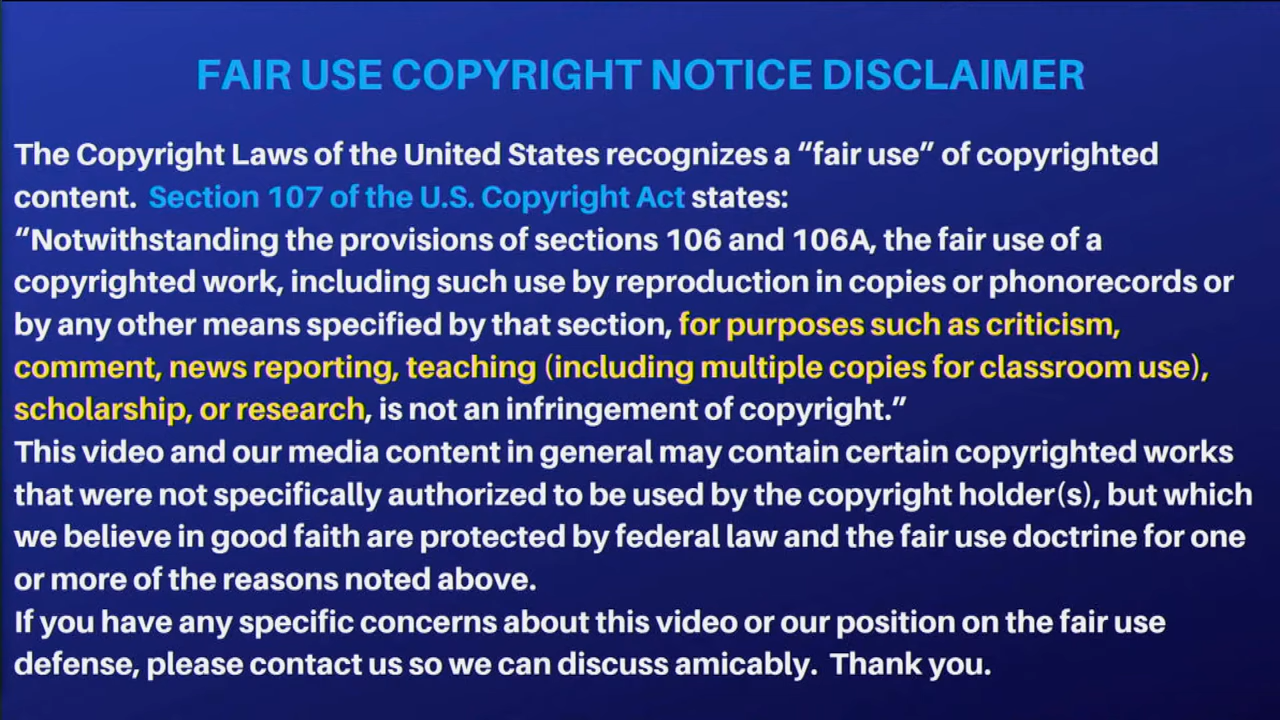 FAIR USE COPYRIGHT NOTICE DISCLAIMER
The Copyright Laws of the United States recognizes a “fair use” of copyrighted
content.  Section 107 of the U.S. Copyright Act states:
“Notwithstanding the provisions of sections 106 and 106A, the fair use of a
copyrighted work, including such use by reproduction in copies or phonorecords or
by any other means specified by that section, for purposes such as criticism,
comment, news reporting, teaching (including multiple copies for classroom use),
scholarship, or research, is not an infringement of copyright.”
This video and our media content in general may contain certain copyrighted works
that were not specifically authorized to be used by the copyright holder(s), but which
we believe in good faith are protected by federal law and the fair use doctrine for one
or more of the reasons noted above.
If you have any specific concerns about this video or our position on the fair use
defense, please contact us so we can discuss amicably.  Thank you.